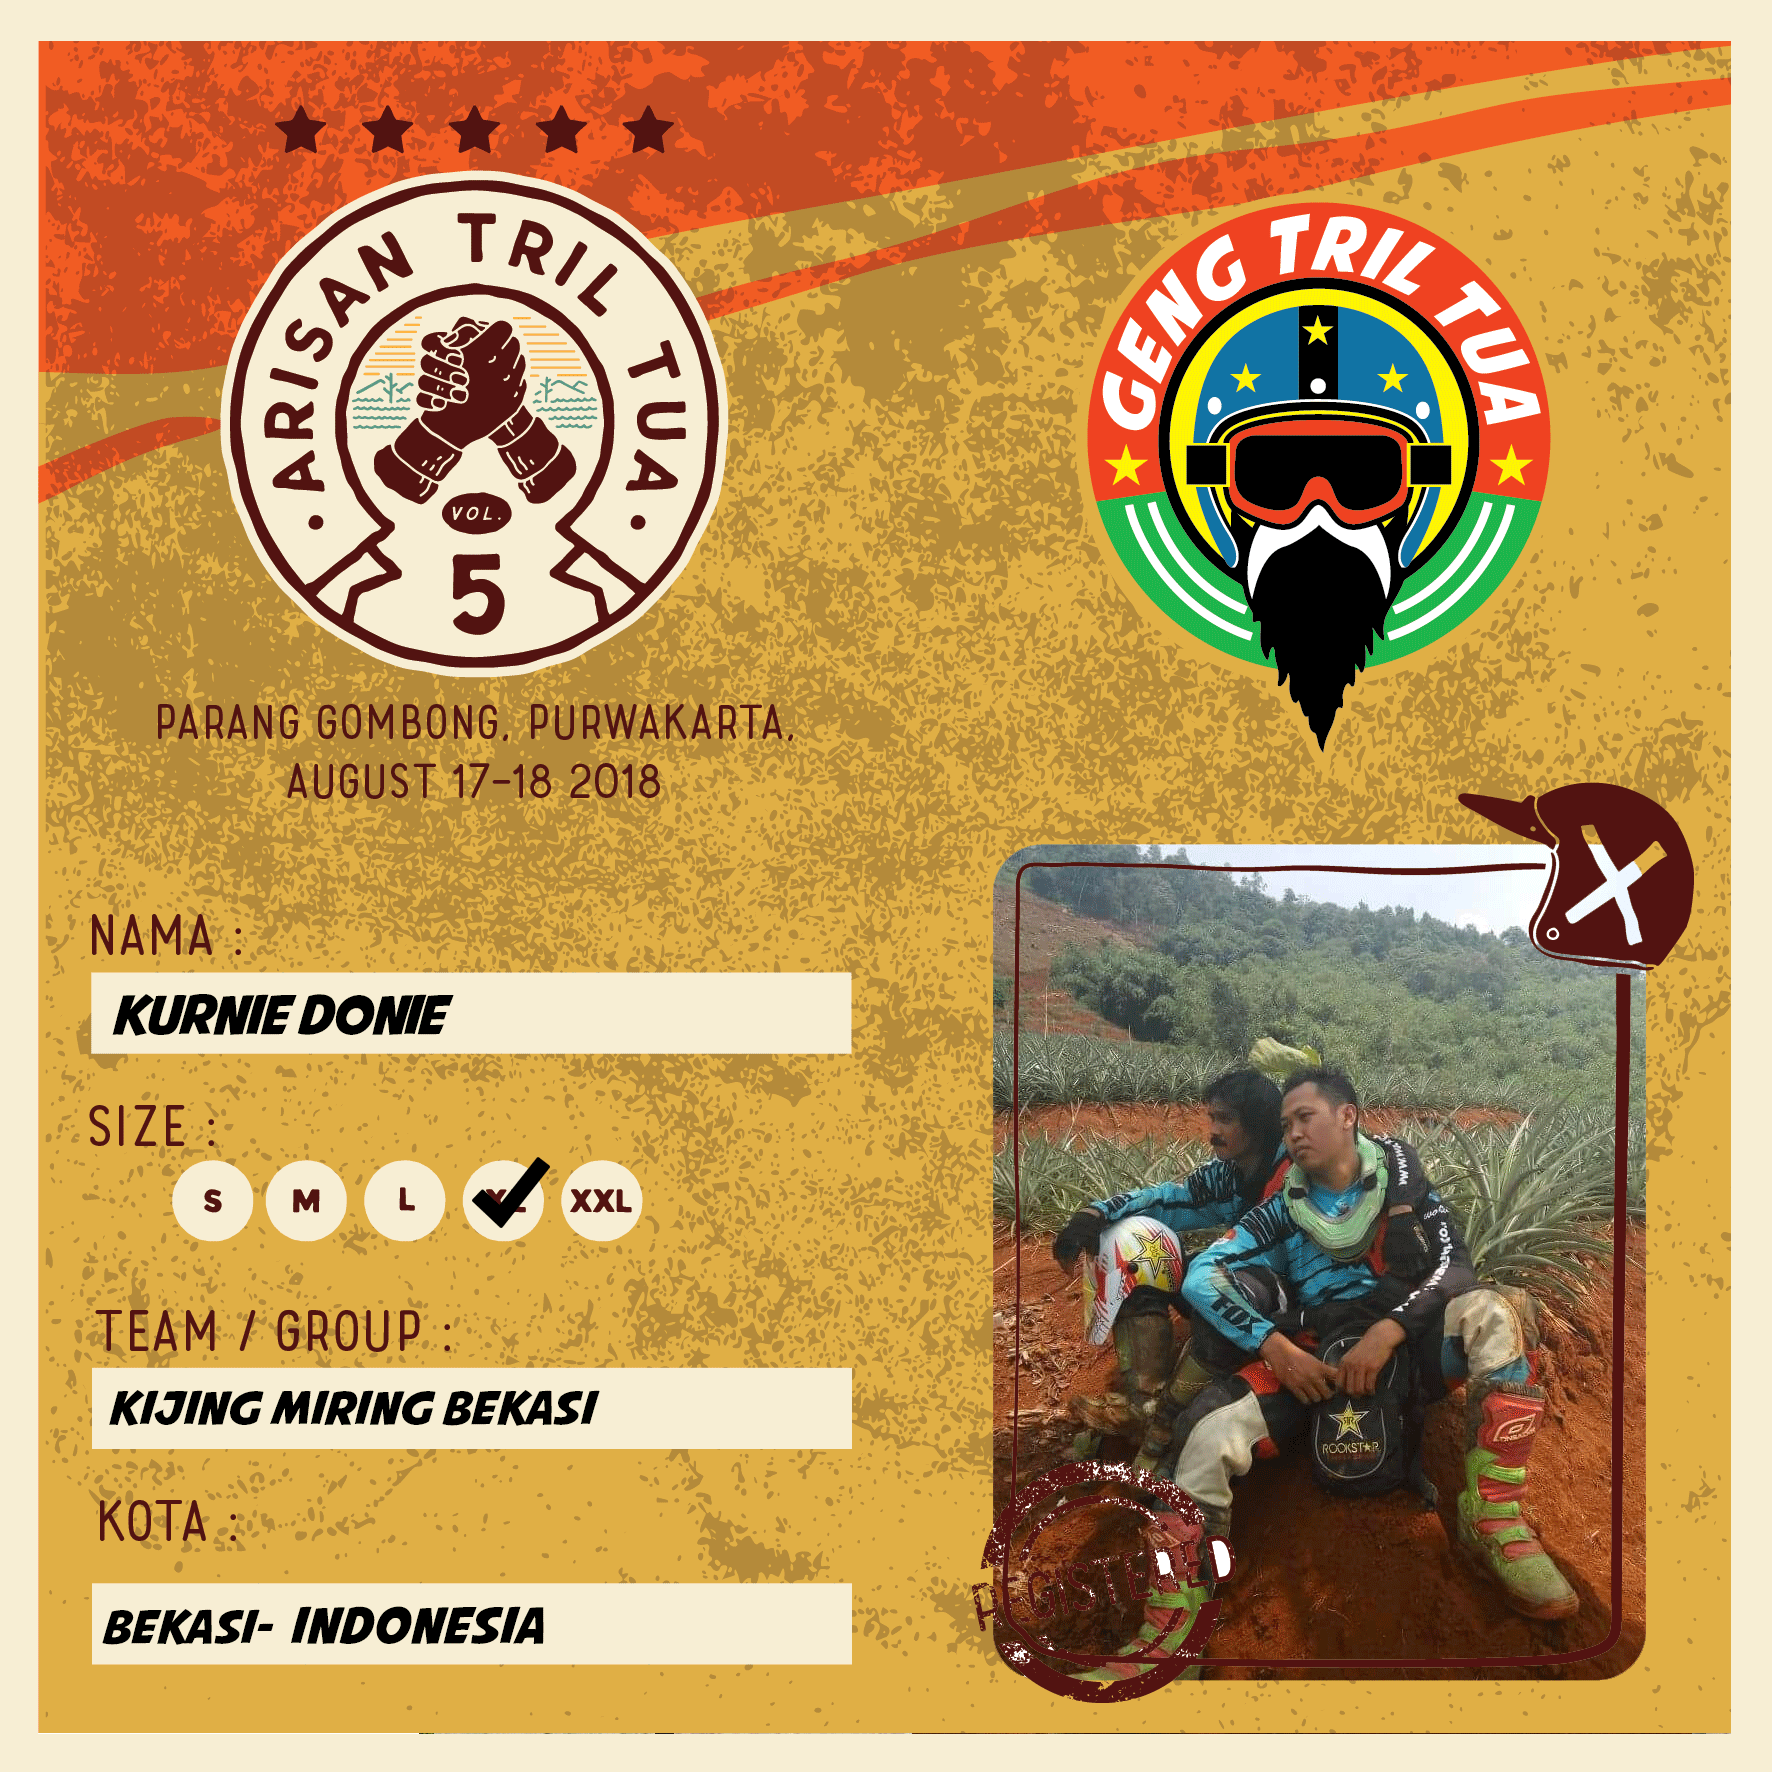 ARISAN TRIL TUA
VOL.
5
GENG TRIL TUA
PARANG GOMBONG, PURWAKARTA,
AUGUST 17-18 2018
NAMA :
KURNIE DONIE
SIZE :
S M L XL XXL
TEAM / GROUP :
KIJING MIRING BEKASI
KOTA :
BEKASI- INDONESIA
FOX
ROCKSTAR
REGISTERED